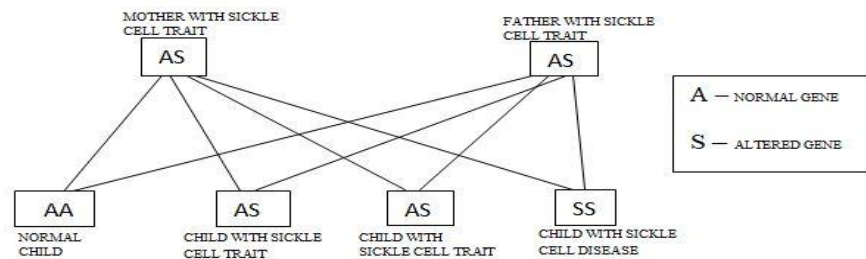 MOTHER WITH SICKLE
CELL TRAIT
AS
FATHER WITH SICKLE
CELL TRAIT
AS
A – NORMAL GENE
S – ALTERED GENE
AA
AS
AS
SS
NORMAL
CHILD
CHILD WITH SICKLE
CELL TRAIT
CHILD WITH
SICKLE CELL TRAIT
CHILD WITH SICKLE
CELL DISEASE